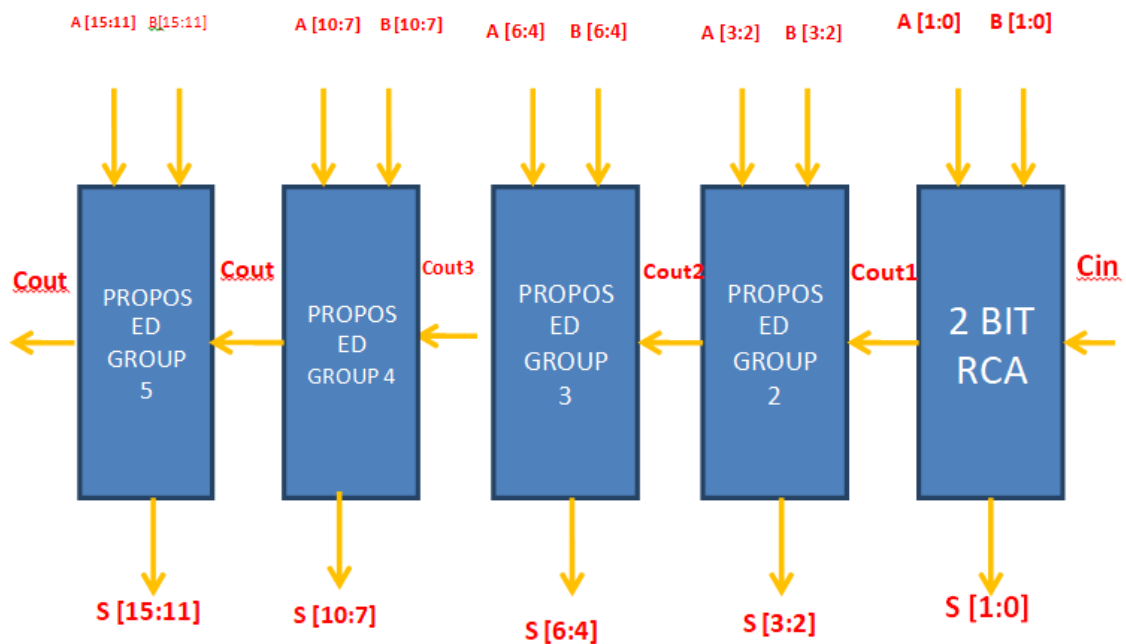 A [15:11] B[15:11]
A [10:7] B [10:7]
A [6:4] B [6:4]
A [3:2] B [3:2]
A [1:0] B [1:0]
Cout
PROPOS
ED
GROUP
5
Cout
PROPOS
ED
GROUP 4
Cout3
PROPOS
ED
GROUP
3
Cout2
PROPOS
ED
GROUP
2
Cout1
2 BIT
RCA
Cin
S [15:11]
S [10:7]
S [6:4]
S [3:2]
S [1:0]